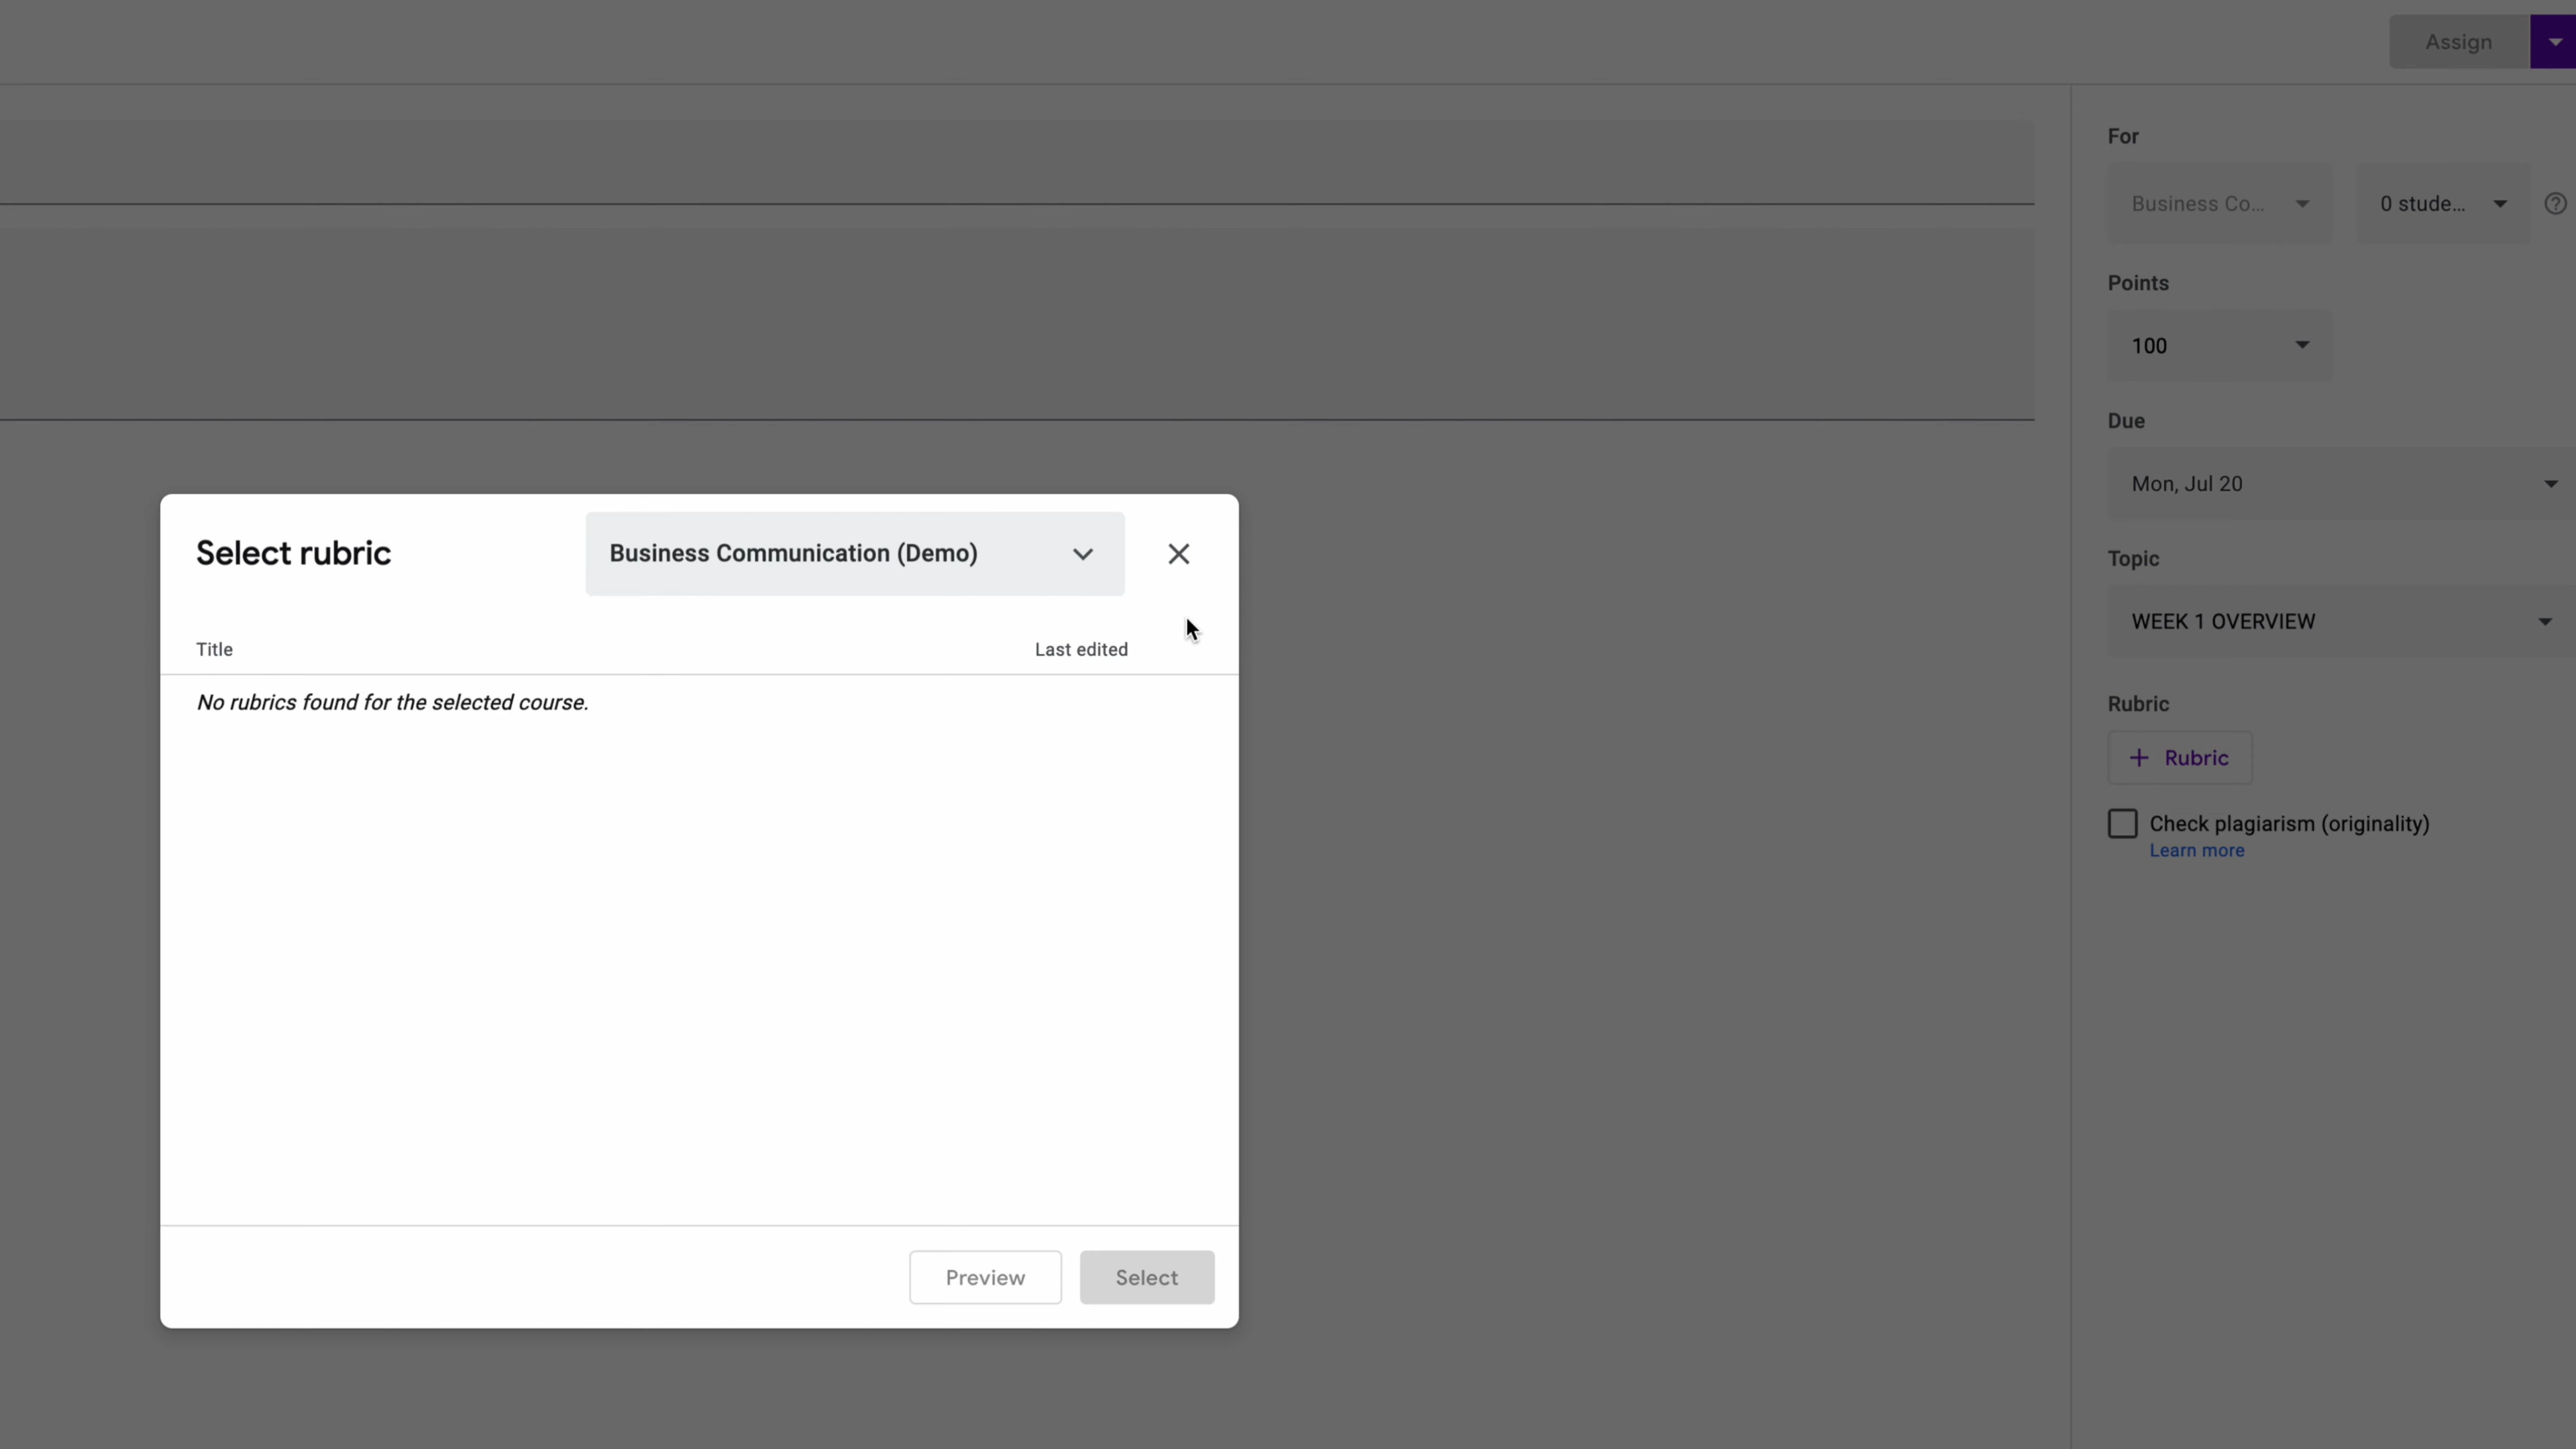 Assign
For
Business Co...
0 stude...
Points
100
Due
Mon, Jul 20
Topic
WEEK 1 OVERVIEW
Rubric
+ Rubric
Check plagiarism (originality)
Learn more
Select rubric
Business Communication (Demo)
Title Last edited
No rubrics found for the selected course.
Preview Select